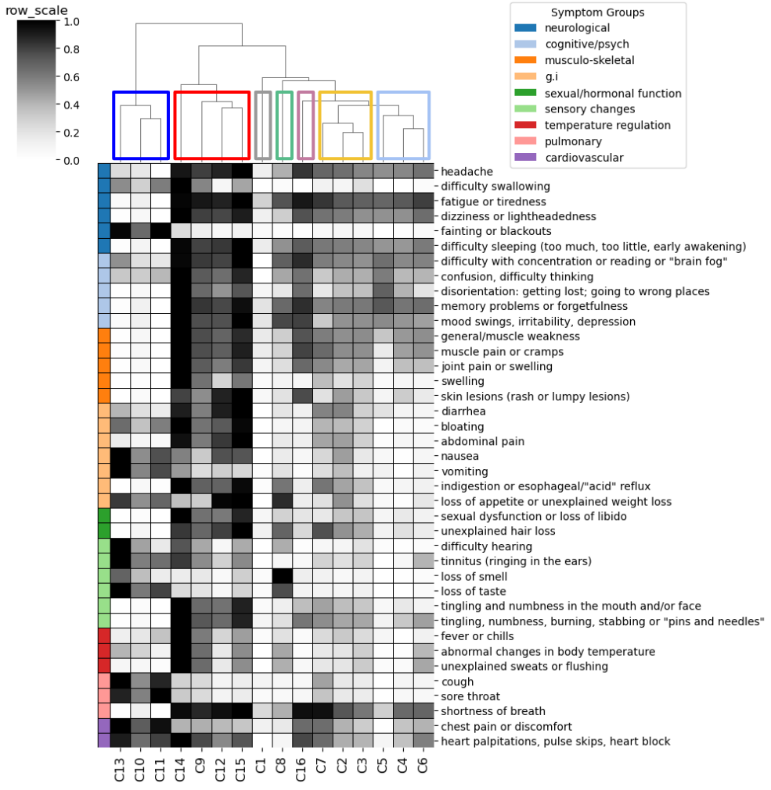 row_scale
1.0
0.8
0.6
0.4
0.2
0.0
Symptom Groups
neurological
cognitive/psych
musculo-skeletal
g.i
sexual/hormonal function
sensory changes
temperature regulation
pulmonary
cardiovascular
headache
difficulty swallowing
fatigue or tiredness
dizziness or lightheadedness
fainting or blackouts
difficulty sleeping (too much, too little, early awakening)
difficulty with concentration or reading or "brain fog"
confusion, difficulty thinking
disorientation: getting lost; going to wrong places
memory problems or forgetfulness
mood swings, irritability, depression
general/muscle weakness
muscle pain or cramps
joint pain or swelling
swelling
skin lesions (rash or lumpy lesions)
diarrhea
bloating
abdominal pain
nausea
vomiting
indigestion or esophageal/"acid" reflux
loss of appetite or unexplained weight loss
sexual dysfunction or loss of libido
unexplained hair loss
difficulty hearing
tinnitus (ringing in the ears)
loss of smell
loss of taste
tingling and numbness in the mouth and/or face
tingling, numbness, burning, stabbing or "pins and needles"
fever or chills
abnormal changes in body temperature
unexplained sweats or flushing
cough
sore throat
shortness of breath
chest pain or discomfort
heart palpitations, pulse skips, heart block
C13 C10 C11 C14 C9 C12 C15 C1 C8 C16 C7 C2 C3 C5 C4 C6